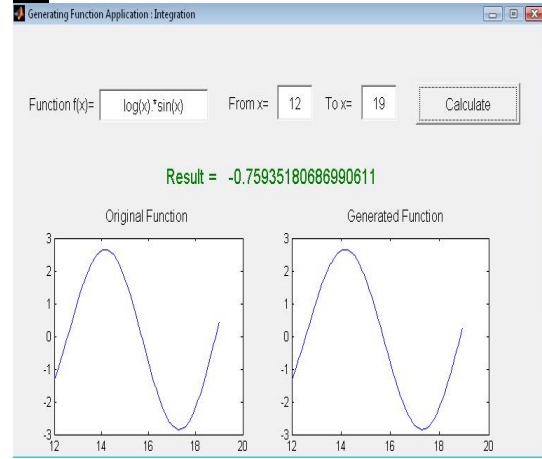 Generating Function Application : Integration
Function f(x)= log(x).*sin(x) From x= 12 To x= 19 Calculate
Result = -0.75935180686990611
Original Function Generated Function
3 3
2 2
1 1
0 0
-1 -1
-2 -2
-3 -3
12 14 16 18 20 12 14 16 18 20